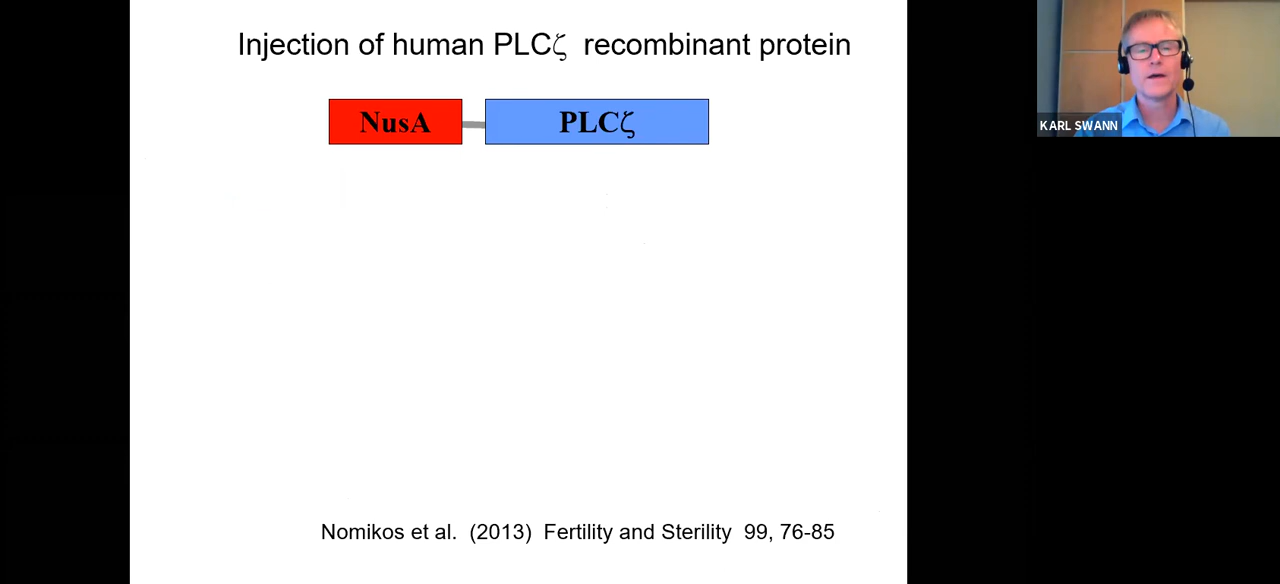 Injection of human PLCζ recombinant protein
NusA
PLCζ
KARL SWANN
Nomikos et al. (2013) Fertility and Sterility 99, 76-85